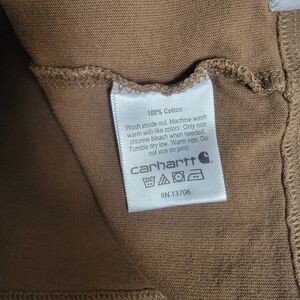 100% Cotton
Wash inside out. Machine wash
warm with like colors. Only non
chlorine bleach when needed.
Tumble dry low. Warm iron. Do
not iron on print.
carhartt
RN 13706